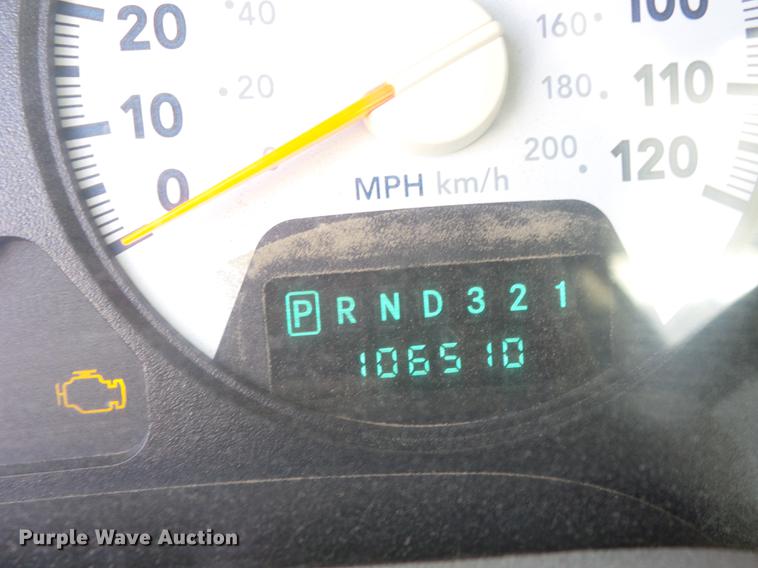 20 40 160 100
10 20 180 110
0 0 200 120
MPH km/h
P R N D 3 2 1
106510
Purple Wave Auction